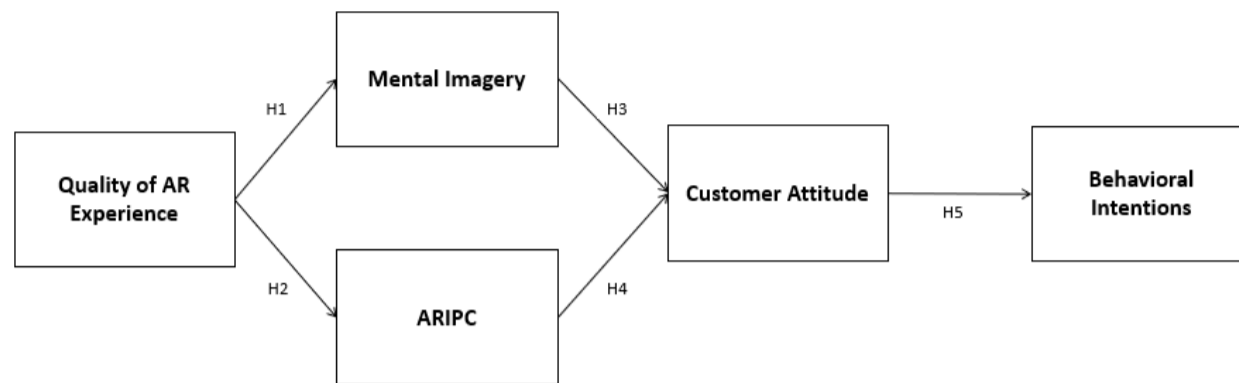 Mental Imagery
H1
H3
Quality of AR
Experience
Customer Attitude
Behavioral
Intentions
H5
H2
H4
ARIPC